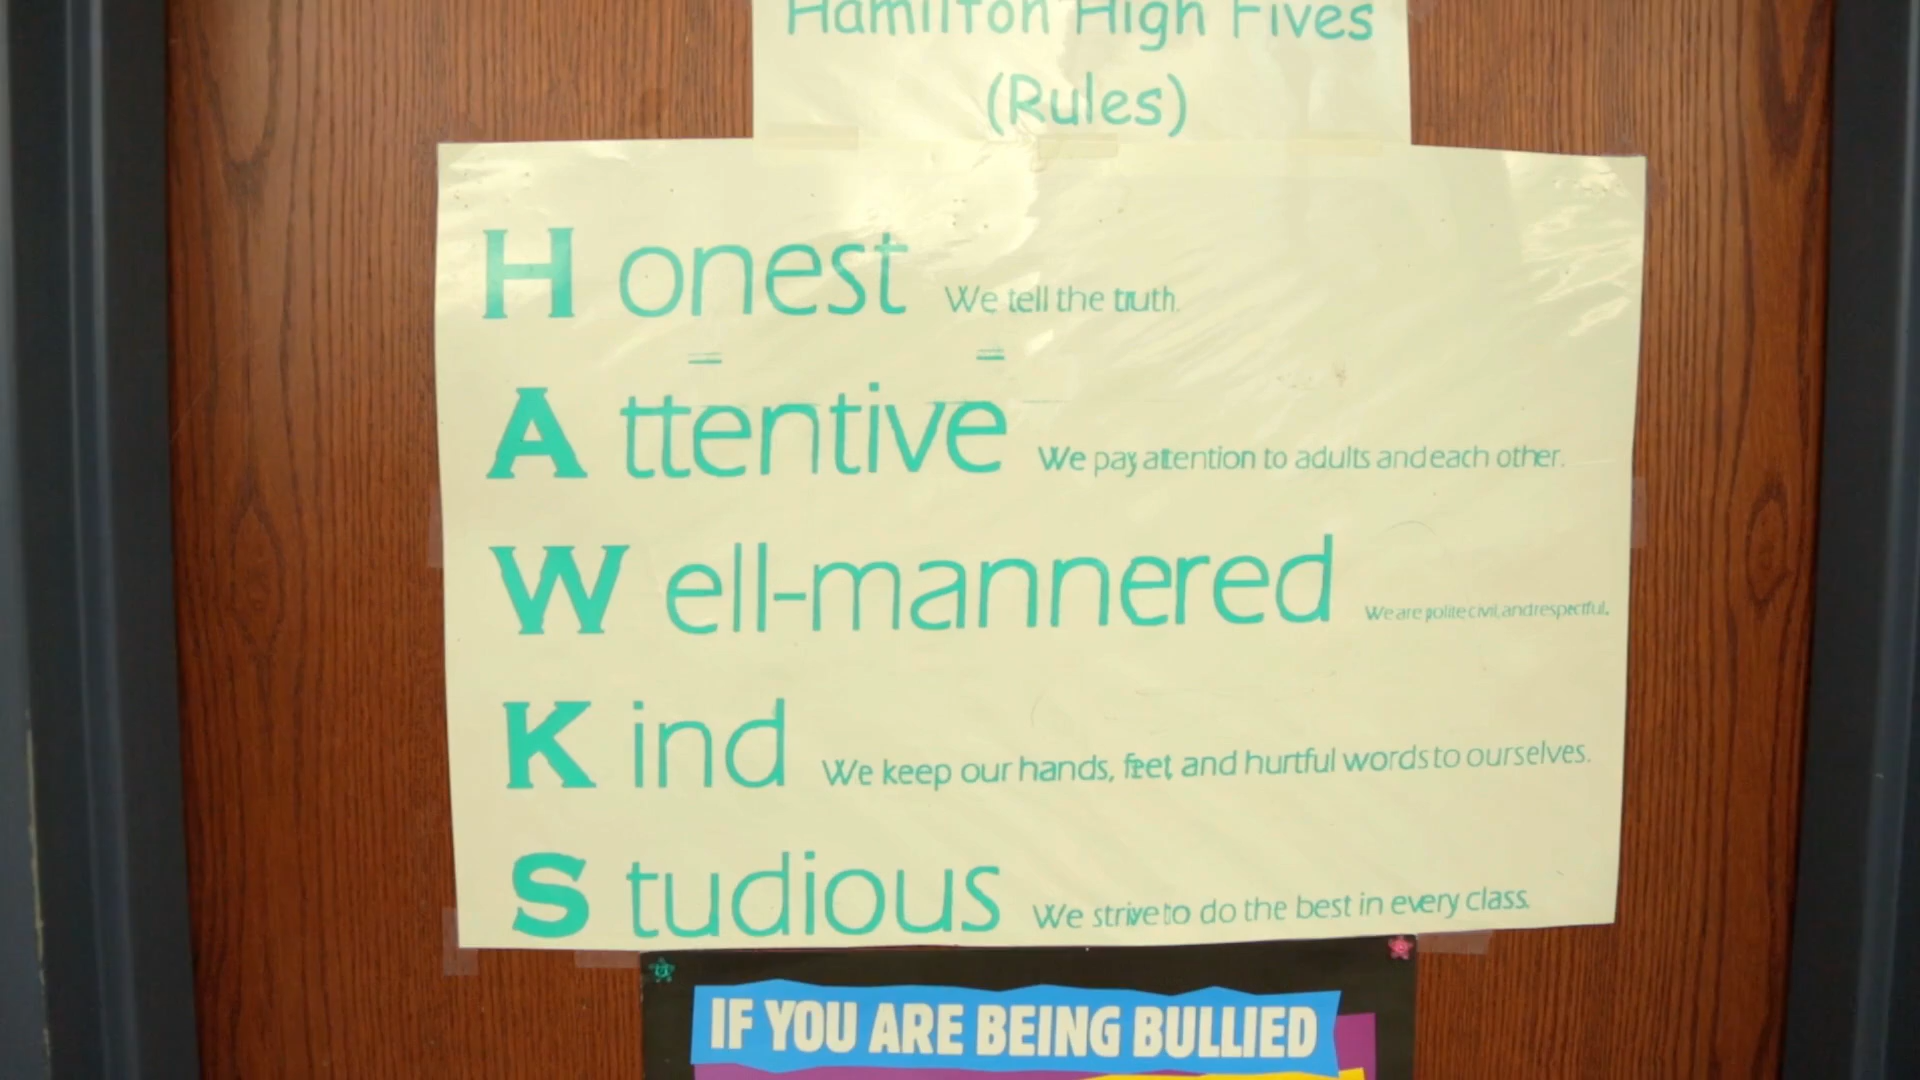 Hamilton High Fives
(Rules)
Honest We tell the truth.
Attentive We pay attention to adults and each other.
Well-mannered We are polite civil, and respectful.
Kind We keep our hands, feet, and hurtful words to ourselves.
Studious We strive to do the best in every class.
IF YOU ARE BEING BULLIED